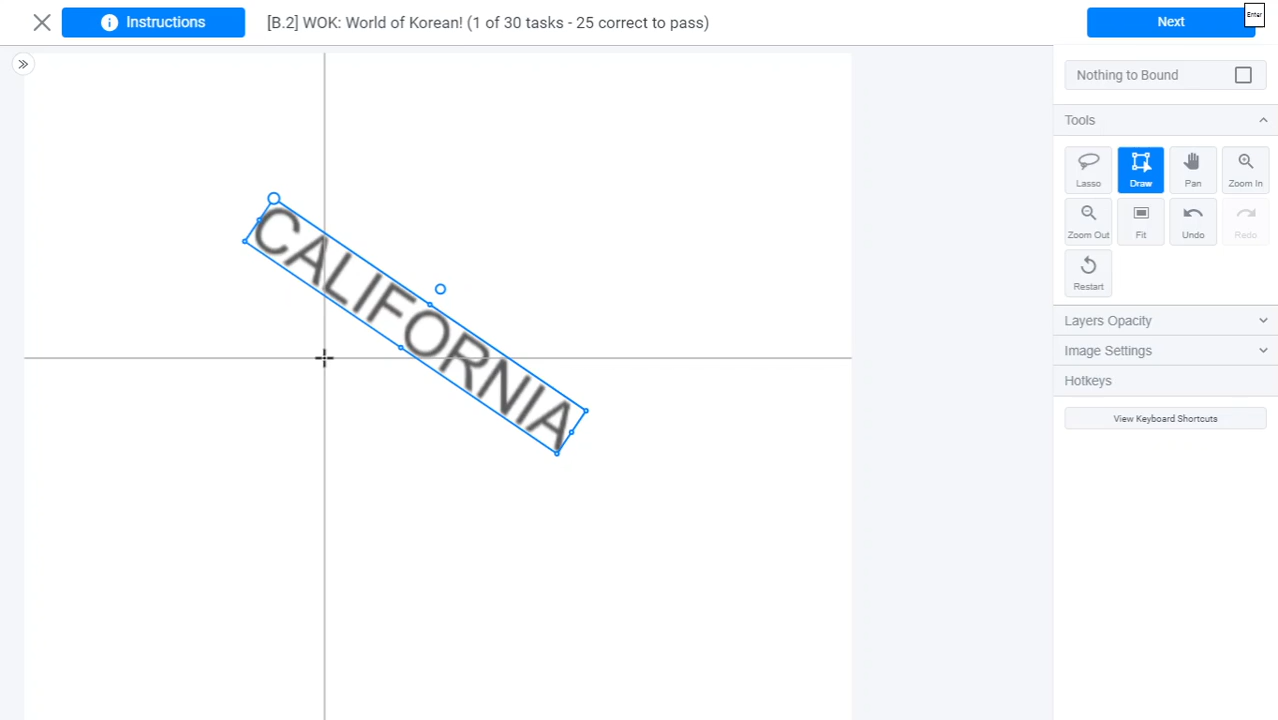 Instructions
[B.2] WOK: World of Korean! (1 of 30 tasks - 25 correct to pass)
Next
Enter
Nothing to Bound
Tools
Lasso
Draw
Pan
Zoom In
Zoom Out
Fit
Undo
Redo
Restart
Layers Opacity
Image Settings
Hotkeys
View Keyboard Shortcuts
CALIFORNIA